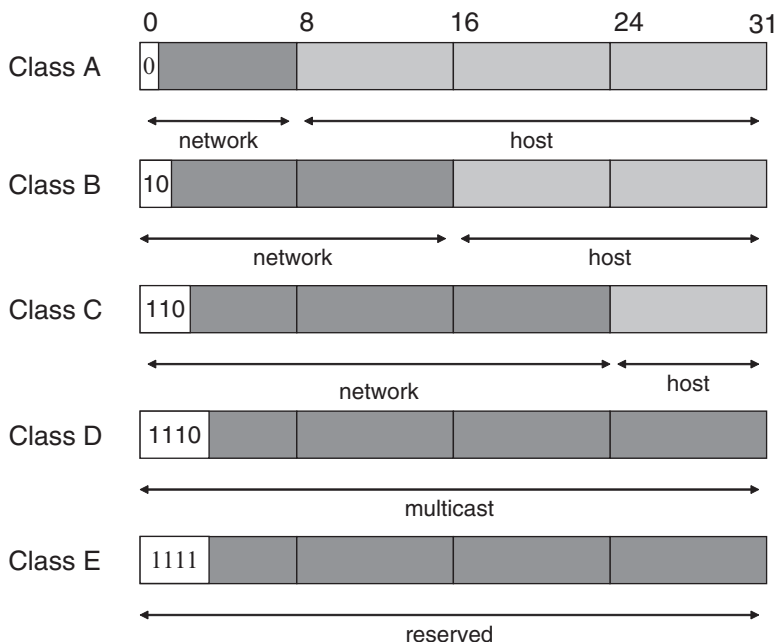 0 8 16 24 31
Class A 0
network host
Class B 10
network host
Class C 110
network host
Class D 1110
multicast
Class E 1111
reserved